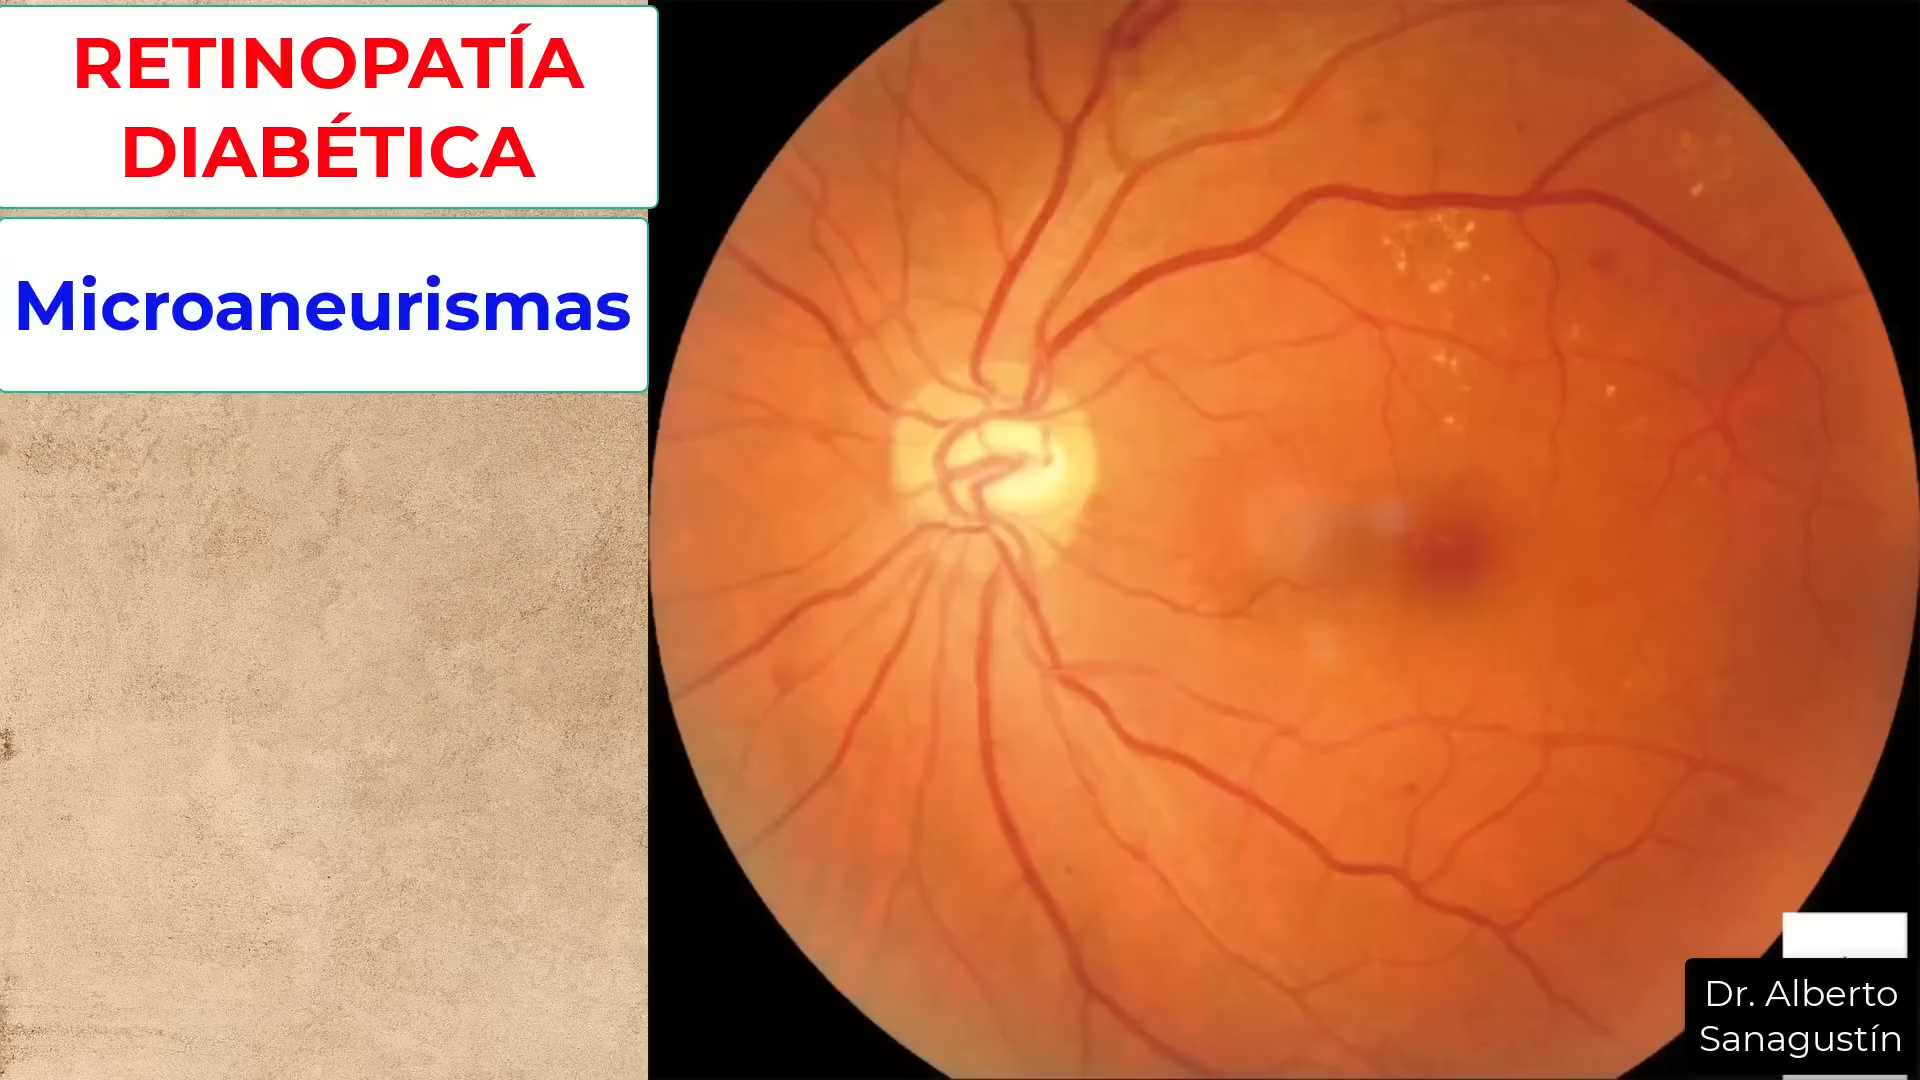 RETINOPATÍA
DIABÉTICA
Microaneurismas
Dr. Alberto
Sanagustín